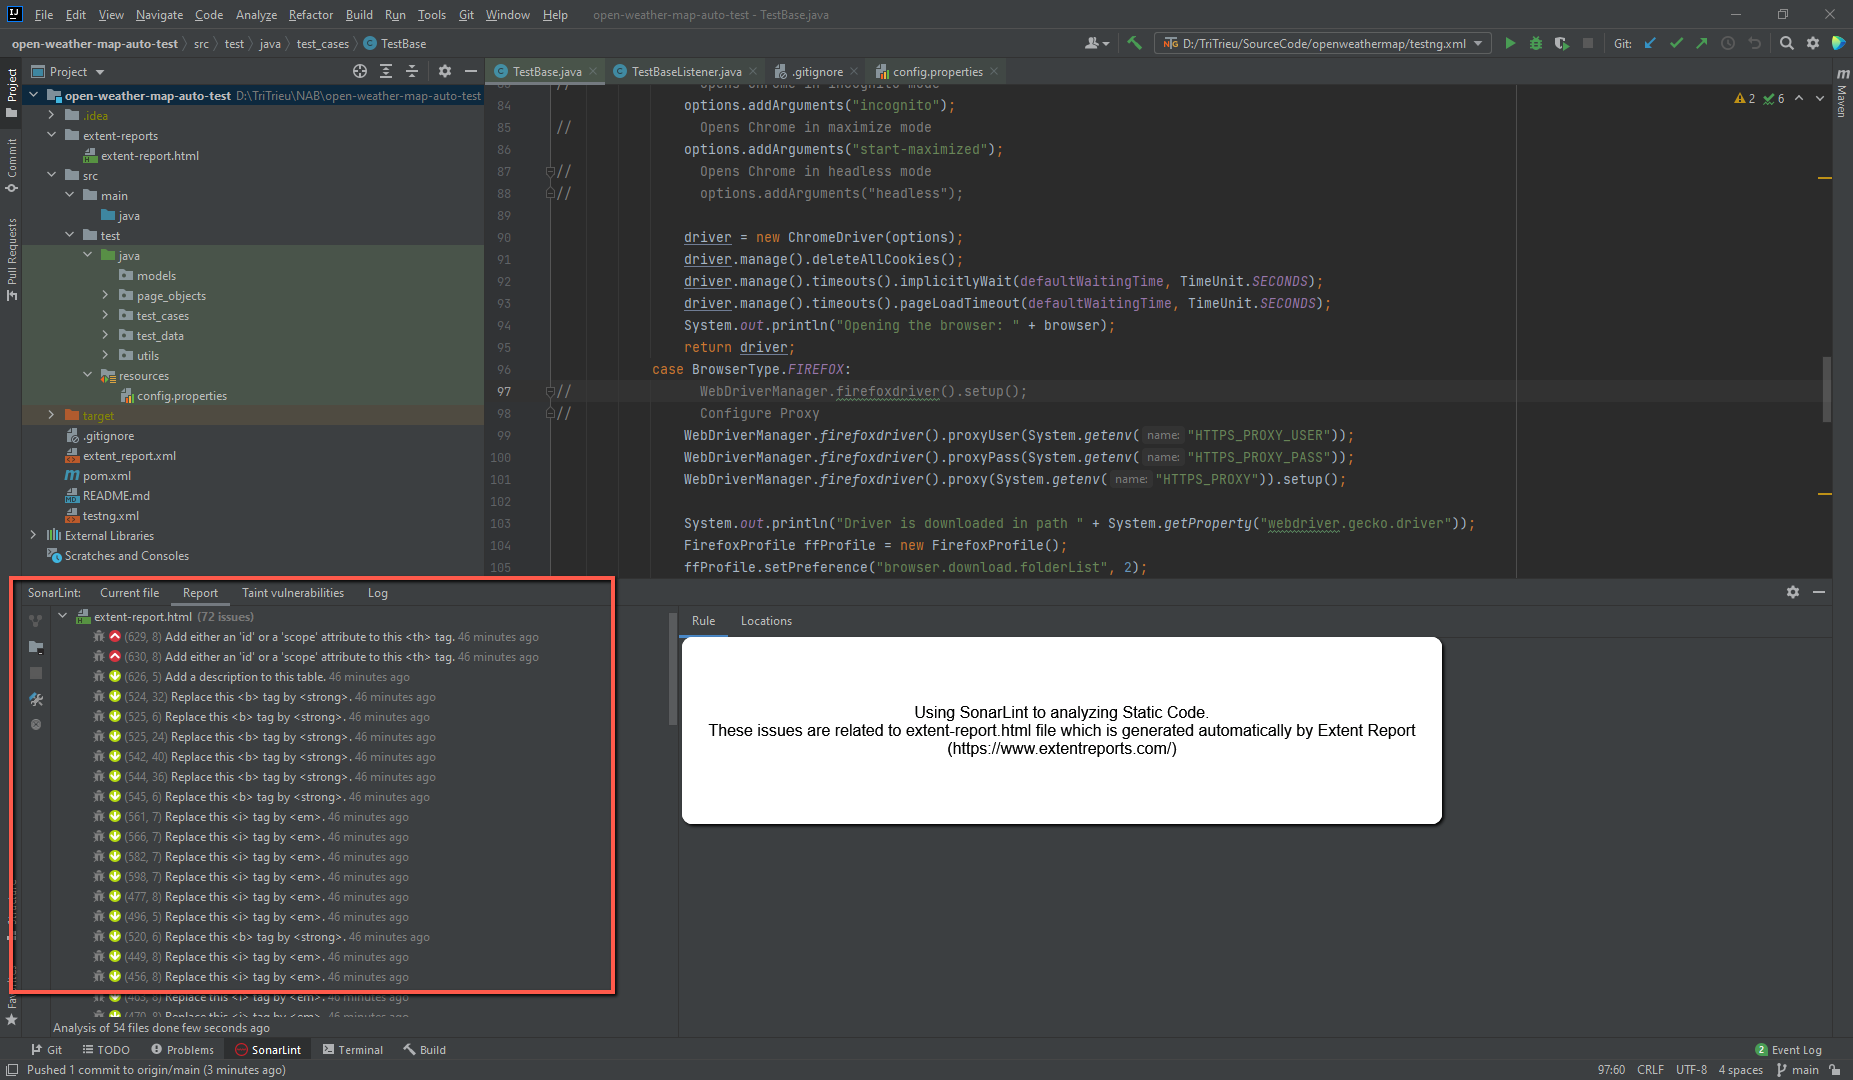 File Edit View Navigate Code Analyze Refactor Build Run Tools Git Window Help open-weather-map-auto-test - TestBase.java
open-weather-map-auto-test src test java test_cases TestBase D:/TriTrieu/SourceCode/openweathermap/testng.xml Git:
Project
TestBase.java TestBaseListener.java .gitignore config.properties
Project
Commit
Pull Requests
Maven
open-weather-map-auto-test D:\TriTrieu\NAB\open-weather-map-auto-test
.idea
extent-reports
extent-report.html
src
main
java
test
java
models
page_objects
test_cases
test_data
utils
resources
config.properties
target
.gitignore
extent_report.xml
pom.xml
README.md
testng.xml
External Libraries
Scratches and Consoles
2 6
84 options.addArguments("incognito");
85 // Opens Chrome in maximize mode
86 options.addArguments("start-maximized");
87 // Opens Chrome in headless mode
88 // options.addArguments("headless");
89
90 driver = new ChromeDriver(options);
91 driver.manage().deleteAllCookies();
92 driver.manage().timeouts().implicitlyWait(defaultWaitingTime, TimeUnit.SECONDS);
93 driver.manage().timeouts().pageLoadTimeout(defaultWaitingTime, TimeUnit.SECONDS);
94 System.out.println("Opening the browser: " + browser);
95 return driver;
96 case BrowserType.FIREFOX:
97 // WebDriverManager.firefoxdriver().setup();
98 // Configure Proxy
99 WebDriverManager.firefoxdriver().proxyUser(System.getenv( name: "HTTPS_PROXY_USER"));
100 WebDriverManager.firefoxdriver().proxyPass(System.getenv( name: "HTTPS_PROXY_PASS"));
101 WebDriverManager.firefoxdriver().proxy(System.getenv( name: "HTTPS_PROXY")).setup();
102
103 System.out.println("Driver is downloaded in path " + System.getProperty("webdriver.gecko.driver"));
104 FirefoxProfile ffProfile = new FirefoxProfile();
105 ffProfile.setPreference("browser.download.folderList", 2);
SonarLint: Current file Report Taint vulnerabilities Log
extent-report.html (72 issues)
(629, 8) Add either an 'id' or a 'scope' attribute to this <th> tag. 46 minutes ago
(630, 8) Add either an 'id' or a 'scope' attribute to this <th> tag. 46 minutes ago
(626, 5) Add a description to this table. 46 minutes ago
(524, 32) Replace this <b> tag by <strong>. 46 minutes ago
(525, 6) Replace this <b> tag by <strong>. 46 minutes ago
(525, 24) Replace this <b> tag by <strong>. 46 minutes ago
(542, 40) Replace this <b> tag by <strong>. 46 minutes ago
(544, 36) Replace this <b> tag by <strong>. 46 minutes ago
(545, 6) Replace this <b> tag by <strong>. 46 minutes ago
(561, 7) Replace this <i> tag by <em>. 46 minutes ago
(566, 7) Replace this <i> tag by <em>. 46 minutes ago
(582, 7) Replace this <i> tag by <em>. 46 minutes ago
(598, 7) Replace this <i> tag by <em>. 46 minutes ago
(477, 8) Replace this <i> tag by <em>. 46 minutes ago
(496, 5) Replace this <i> tag by <em>. 46 minutes ago
(520, 6) Replace this <b> tag by <strong>. 46 minutes ago
(449, 8) Replace this <i> tag by <em>. 46 minutes ago
(456, 8) Replace this <i> tag by <em>. 46 minutes ago
(463, 8) Replace this <i> tag by <em>. 46 minutes ago
Analysis of 54 files done few seconds ago
Rule Locations
Using SonarLint to analyzing Static Code.
These issues are related to extent-report.html file which is generated automatically by Extent Report
(https://www.extentreports.com/)
Git TODO Problems SonarLint Terminal Build 2 Event Log
Pushed 1 commit to origin/main (3 minutes ago) 97:60 CRLF UTF-8 4 spaces main